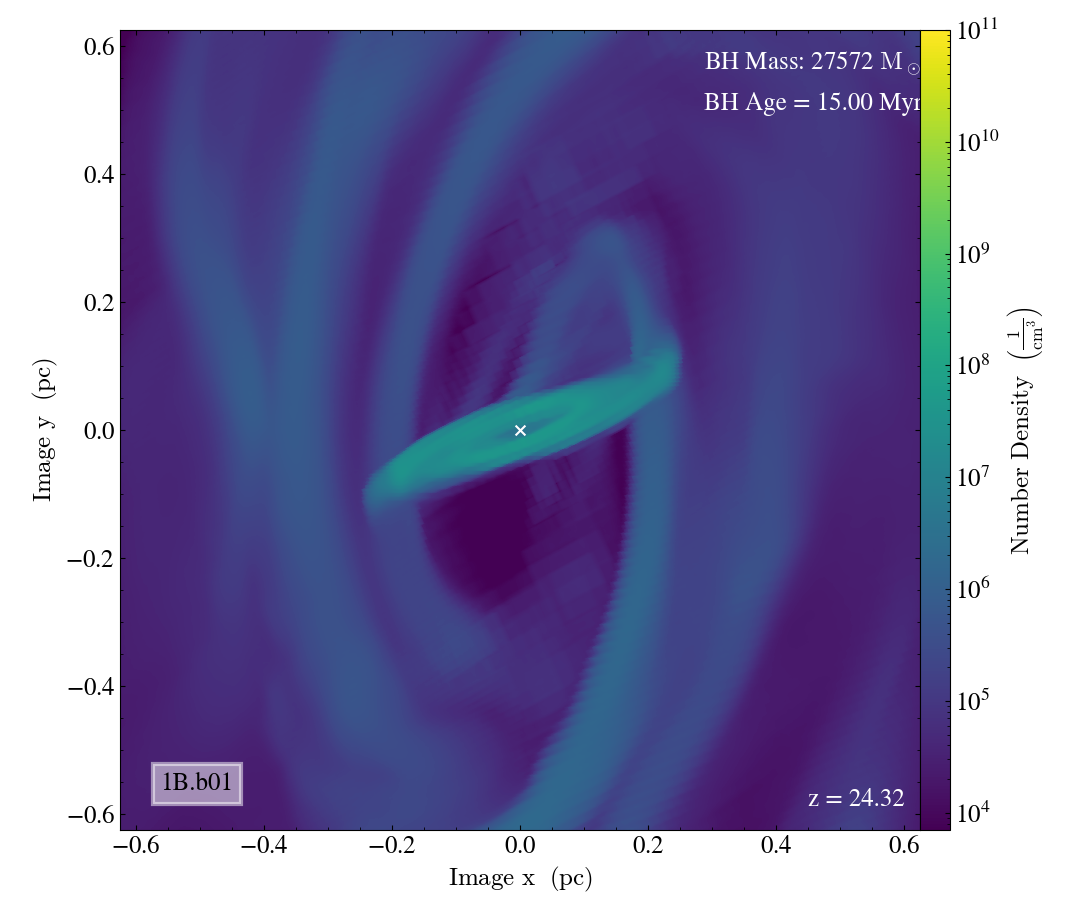 BH Mass: 27572 M⊙
BH Age = 15.00 Myr
1B.b01
z = 24.32
0.6
0.4
0.2
0.0
−0.2
−0.4
−0.6
Image y (pc)
−0.6 −0.4 −0.2 0.0 0.2 0.4 0.6
Image x (pc)
10¹¹
10¹⁰
10⁹
10⁸
10⁷
10⁶
10⁵
10⁴
Number Density (1/cm³)